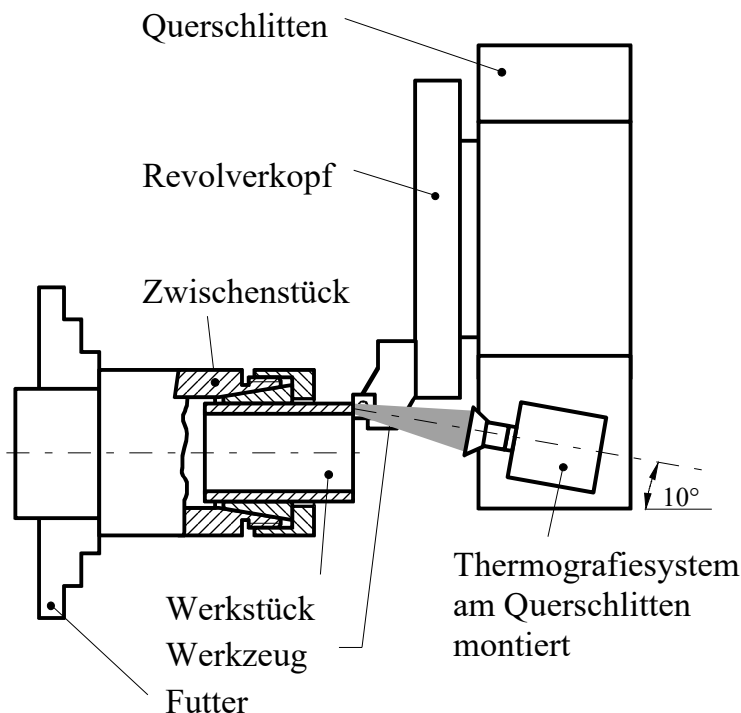 Querschlitten
Revolverkopf
Zwischenstück
10°
Thermografiesystem
am Querschlitten
montiert
Werkstück
Werkzeug
Futter